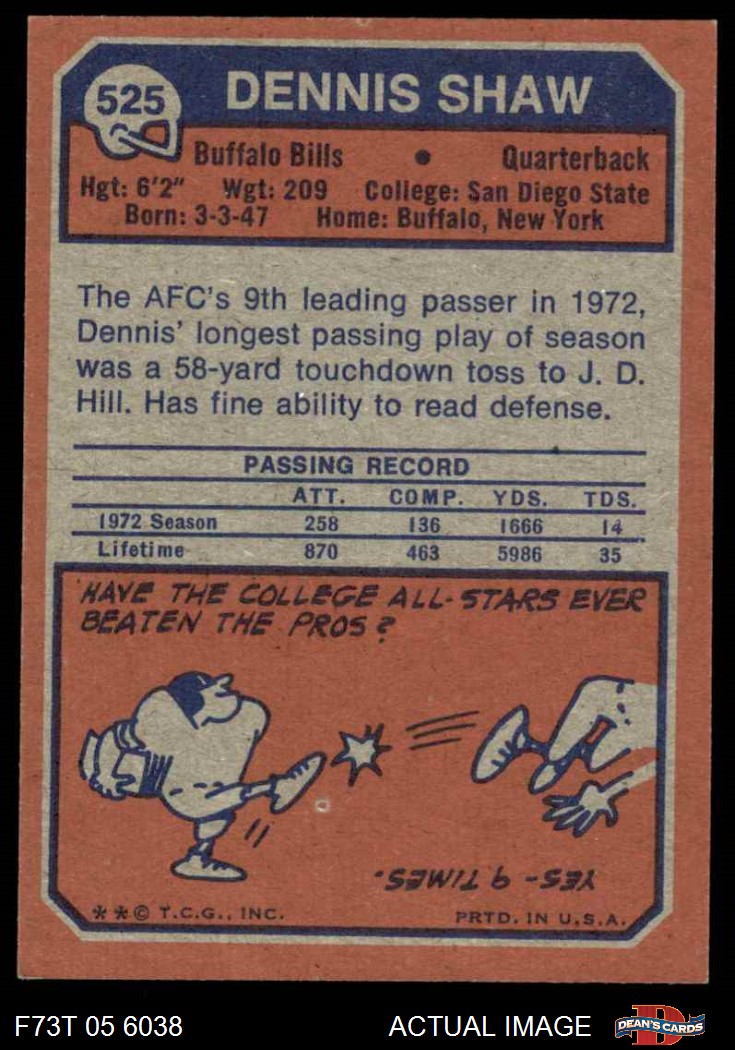 525
DENNIS SHAW
Buffalo Bills • Quarterback
Hgt: 6'2" Wgt: 209 College: San Diego State
Born: 3-3-47 Home: Buffalo, New York
The AFC's 9th leading passer in 1972,
Dennis' longest passing play of season
was a 58-yard touchdown toss to J. D.
Hill. Has fine ability to read defense.
PASSING RECORD
ATT. COMP. YDS. TDS.
1972 Season 258 136 1666 14
Lifetime 870 463 5986 35
HAVE THE COLLEGE ALL-STARS EVER
BEATEN THE PROS?
YES- 9 TIMES.
**© T.C.G., INC. PRTD. IN U.S.A.
F73T 05 6038 ACTUAL IMAGE
D
DEAN'S CARDS